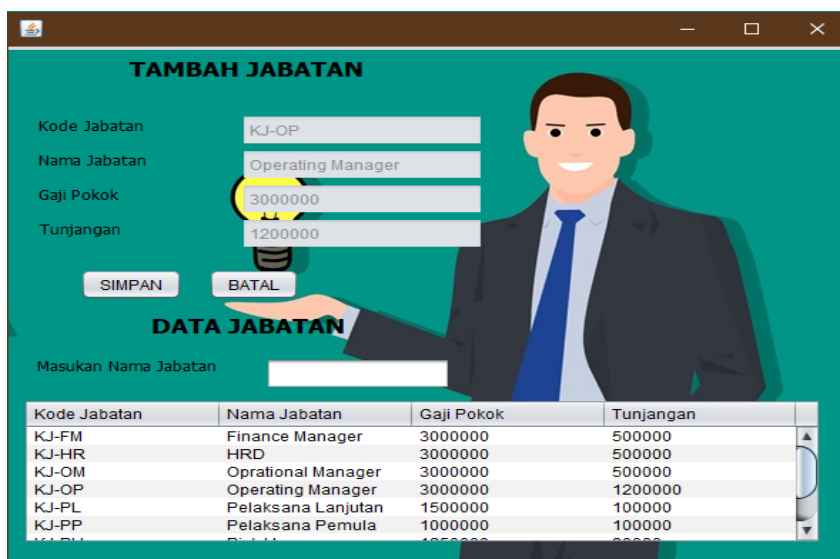 TAMBAH JABATAN
Kode Jabatan KJ-OP
Nama Jabatan Operating Manager
Gaji Pokok 3000000
Tunjangan 1200000
SIMPAN BATAL
DATA JABATAN
Masukan Nama Jabatan
Kode Jabatan Nama Jabatan Gaji Pokok Tunjangan
KJ-FM Finance Manager 3000000 500000
KJ-HR HRD 3000000 500000
KJ-OM Oprational Manager 3000000 500000
KJ-OP Operating Manager 3000000 1200000
KJ-PL Pelaksana Lanjutan 1500000 100000
KJ-PP Pelaksana Pemula 1000000 100000